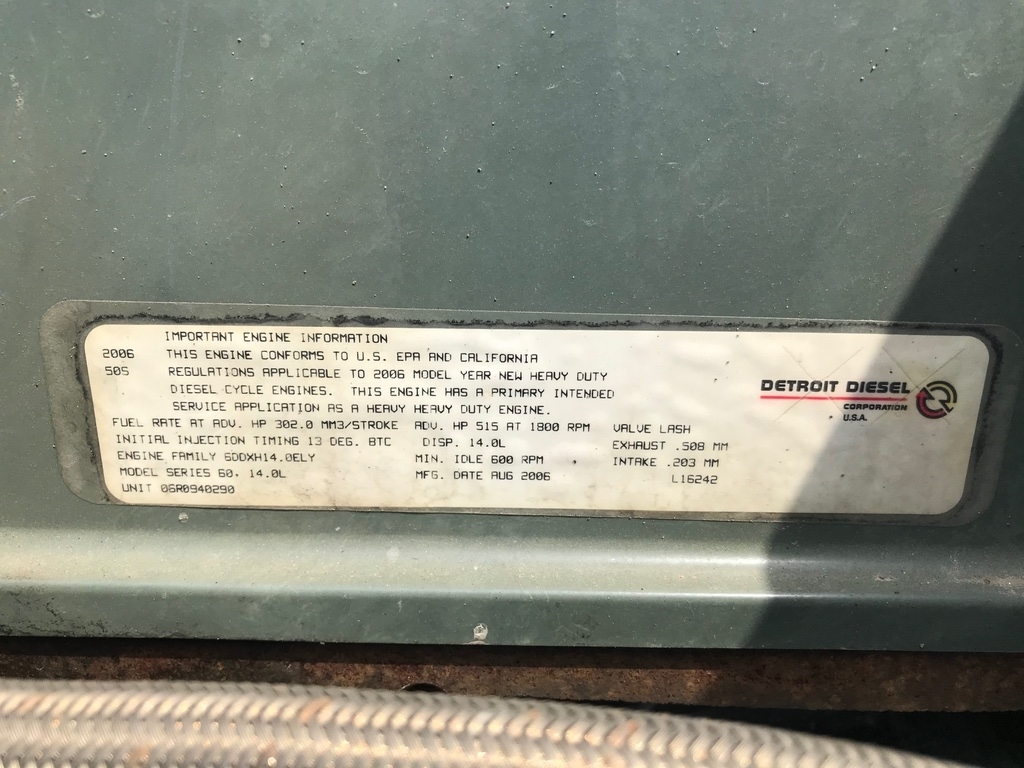 IMPORTANT ENGINE INFORMATION
2006 THIS ENGINE CONFORMS TO U.S. EPA AND CALIFORNIA
50S REGULATIONS APPLICABLE TO 2006 MODEL YEAR NEW HEAVY DUTY
DIESEL CYCLE ENGINES. THIS ENGINE HAS A PRIMARY INTENDED
SERVICE APPLICATION AS A HEAVY HEAVY DUTY ENGINE.
FUEL RATE AT ADV. HP 302.0 MM3/STROKE ADV. HP 515 AT 1800 RPM VALVE LASH
INITIAL INJECTION TIMING 13 DEG. BTC DISP. 14.0L EXHAUST .508 MM
ENGINE FAMILY 6DDXH14.0ELY MIN. IDLE 600 RPM INTAKE .203 MM
MODEL SERIES 60. 14.0L MFG. DATE AUG 2006 L16242
UNIT 06R0940290
DETROIT DIESEL
CORPORATION
U.S.A.